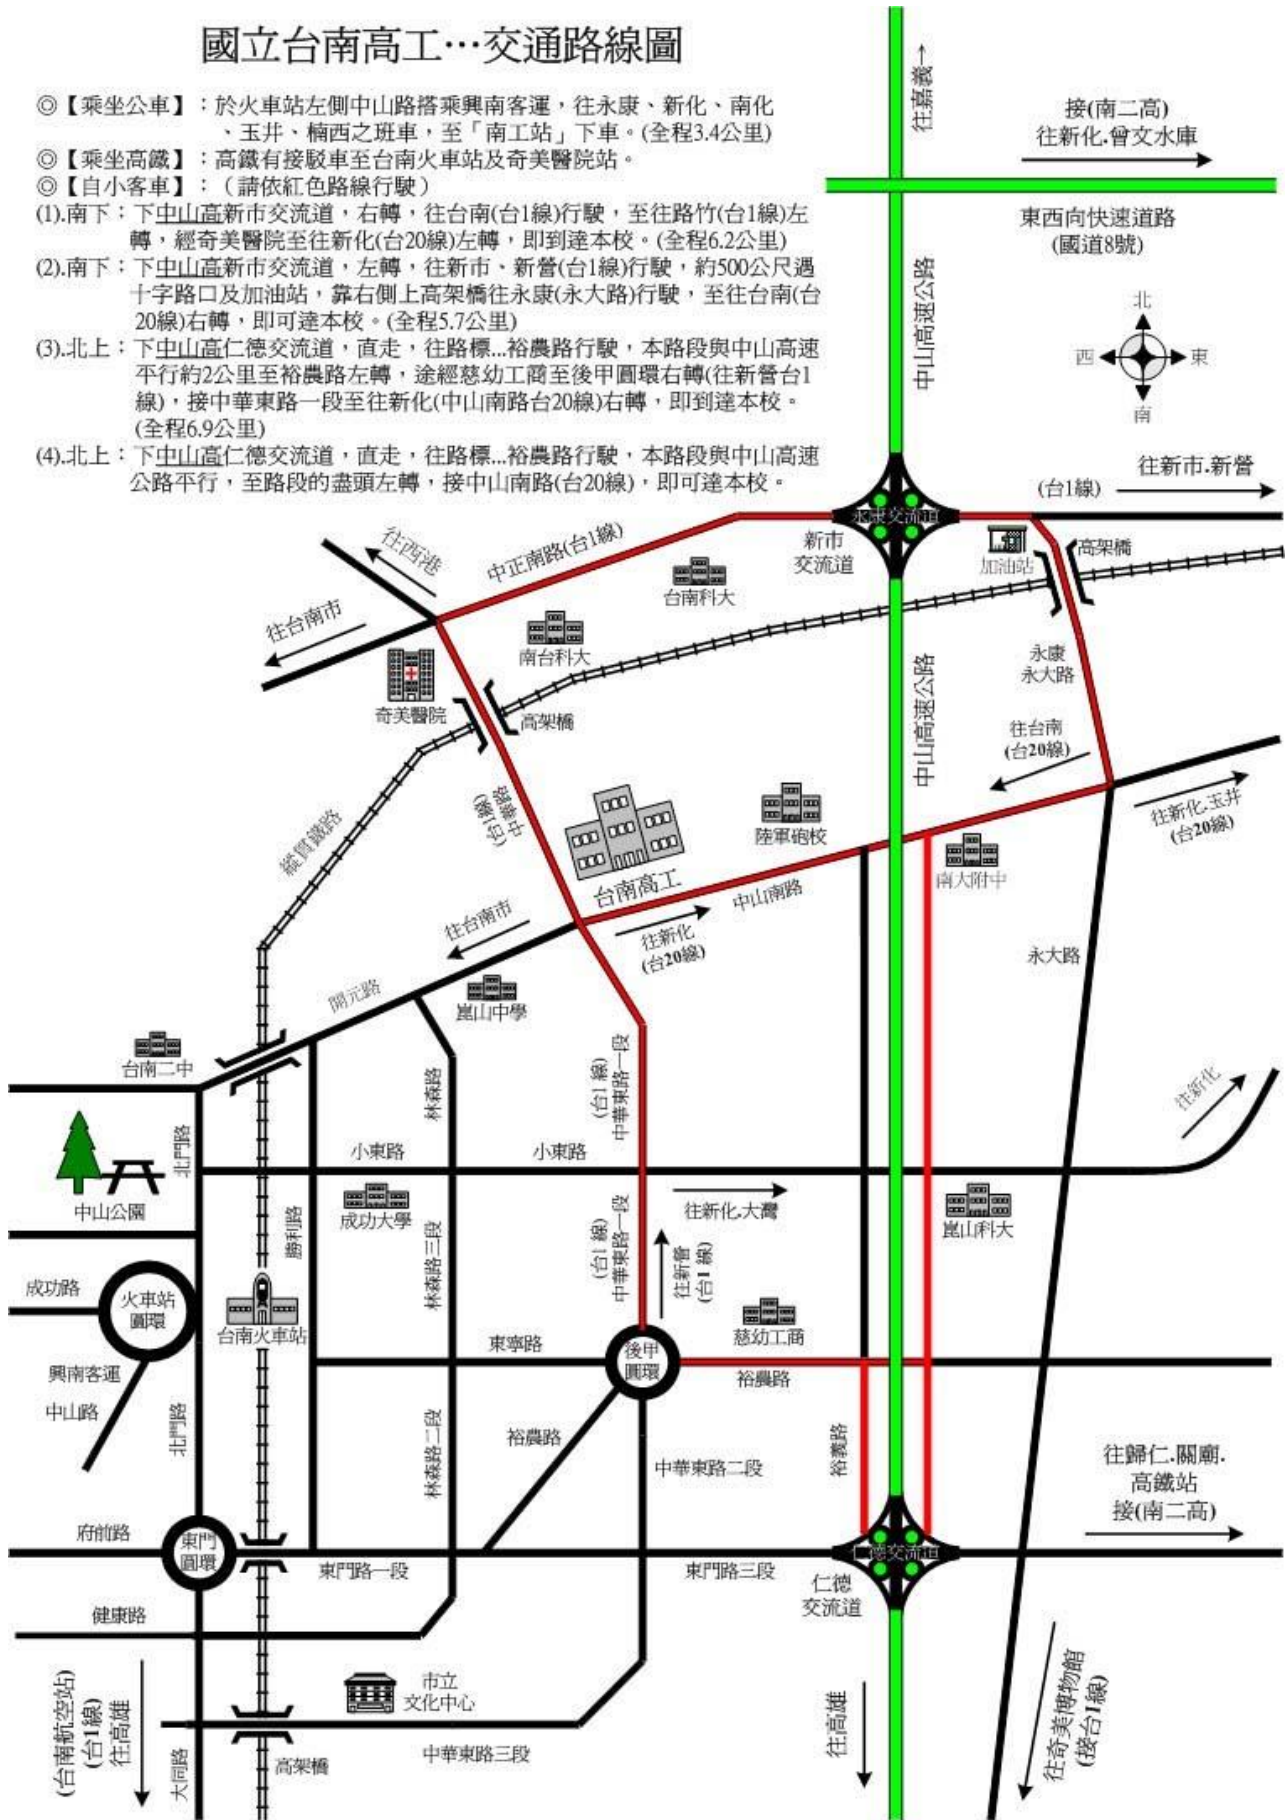 國立台南高工…交通路線圖
◎【乘坐公車】：於火車站左側中山路搭乘興南客運，往永康、新化、南化
、玉井、楠西之班車，至「南工站」下車。(全程3.4公里)
◎【乘坐高鐵】：高鐵有接駁車至台南火車站及奇美醫院站。
◎【自小客車】：（請依紅色路線行駛）
(1).南下：下中山高新市交流道，右轉，往台南(台1線)行駛，至往路竹(台1線)左
轉，經奇美醫院至往新化(台20線)左轉，即到達本校。(全程6.2公里)
(2).南下：下中山高新市交流道，左轉，往新市、新營(台1線)行駛，約500公尺遇
十字路口及加油站，靠右側上高架橋往永康(永大路)行駛，至往台南(台
20線)右轉，即可達本校。(全程5.7公里)
(3).北上：下中山高仁德交流道，直走，往路標...裕農路行駛，本路段與中山高速
平行約2公里至裕農路左轉，途經慈幼工商至後甲圓環右轉(往新營台1
線)，接中華東路一段至往新化(中山南路台20線)右轉，即到達本校。
(全程6.9公里)
(4).北上：下中山高仁德交流道，直走，往路標...裕農路行駛，本路段與中山高速
公路平行，至路段的盡頭左轉，接中山南路(台20線)，即可達本校。
往嘉義→
接(南二高)
往新化.曾文水庫
東西向快速道路
(國道8號)
中山高速公路
北
西
東
南
往新市.新營
(台1線)
永康交流道
新市
交流道
加油站
高架橋
往西港
中正南路(台1線)
台南科大
往台南市
南台科大
奇美醫院
高架橋
永康
永大路
中山高速公路
往台南
(台20線)
往新化.玉井
(台20線)
中華路
(台1線)
縱貫鐵路
陸軍砲校
南大附中
台南高工
中山南路
往台南市
往新化
(台20線)
永大路
開元路
崑山中學
台南二中
林森路
(台1線)
中華東路一段
往新化
北門路
小東路
小東路
中山公園
勝利路
成功大學
林森路三段
(台1線)
中華東路一段
往新化.大灣
往新營
(台1線)
崑山科大
成功路
火車站
圓環
台南火車站
慈幼工商
東寧路
後甲
圓環
裕農路
興南客運
中山路
北門路
林森路二段
裕農路
中華東路二段
裕義路
往歸仁.關廟.
高鐵站
接(南二高)
府前路
東門
圓環
東門路一段
東門路三段
仁德交流道
仁德
交流道
健康路
市立
文化中心
(台南航空站)
(台1線)
往高雄
大同路
高架橋
中華東路三段
往高雄
往奇美博物館
(接台1線)